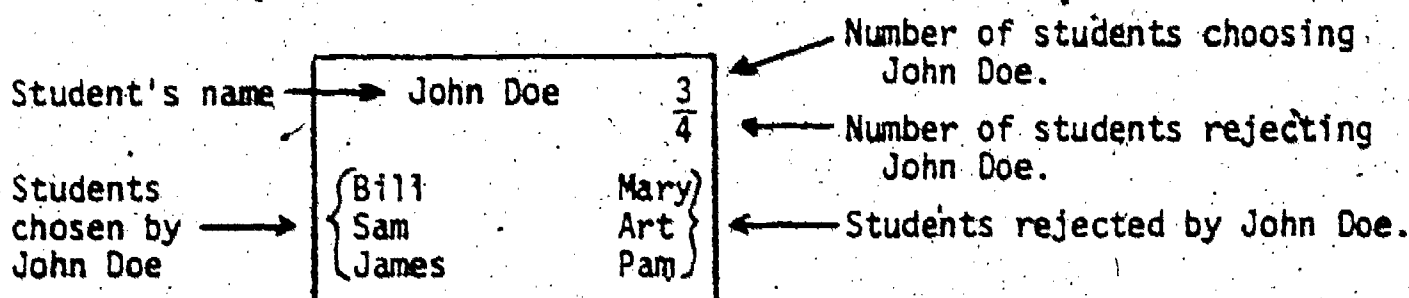 Number of students choosing
John Doe.
Student's name John Doe 3
4
Number of students rejecting
John Doe.
Students
chosen by
John Doe
Bill Mary
Sam Art
James Pam
Students rejected by John Doe.